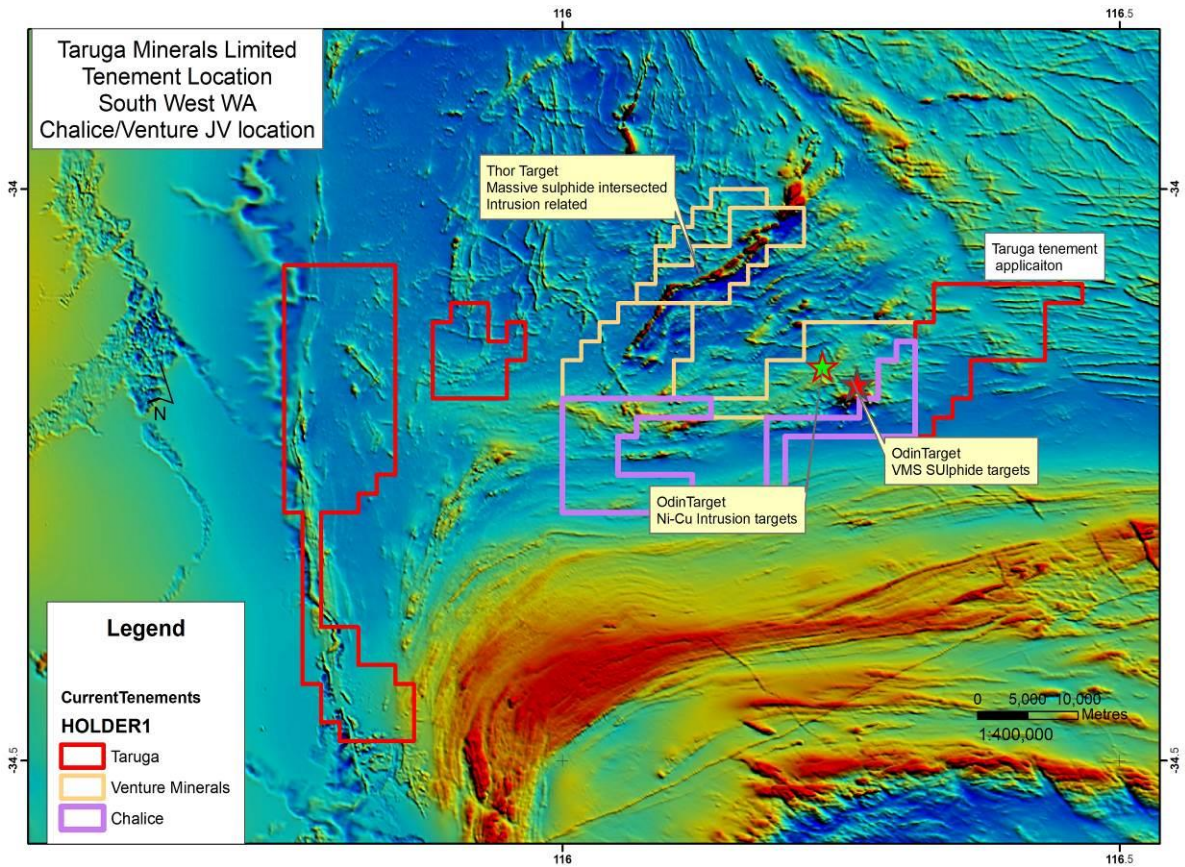 116
116.5
Taruga Minerals Limited
Tenement Location
South West WA
Chalice/Venture JV location
-34
-34
Thor Target
Massive sulphide intersected
Intrusion related
Taruga tenement
applicaiton
N
OdinTarget
VMS SUlphide targets
OdinTarget
Ni-Cu Intrusion targets
Legend
CurrentTenements
HOLDER1
Taruga
Venture Minerals
Chalice
0 5,000 10,000
Metres
1:400,000
-34.5
-34.5
116
116.5